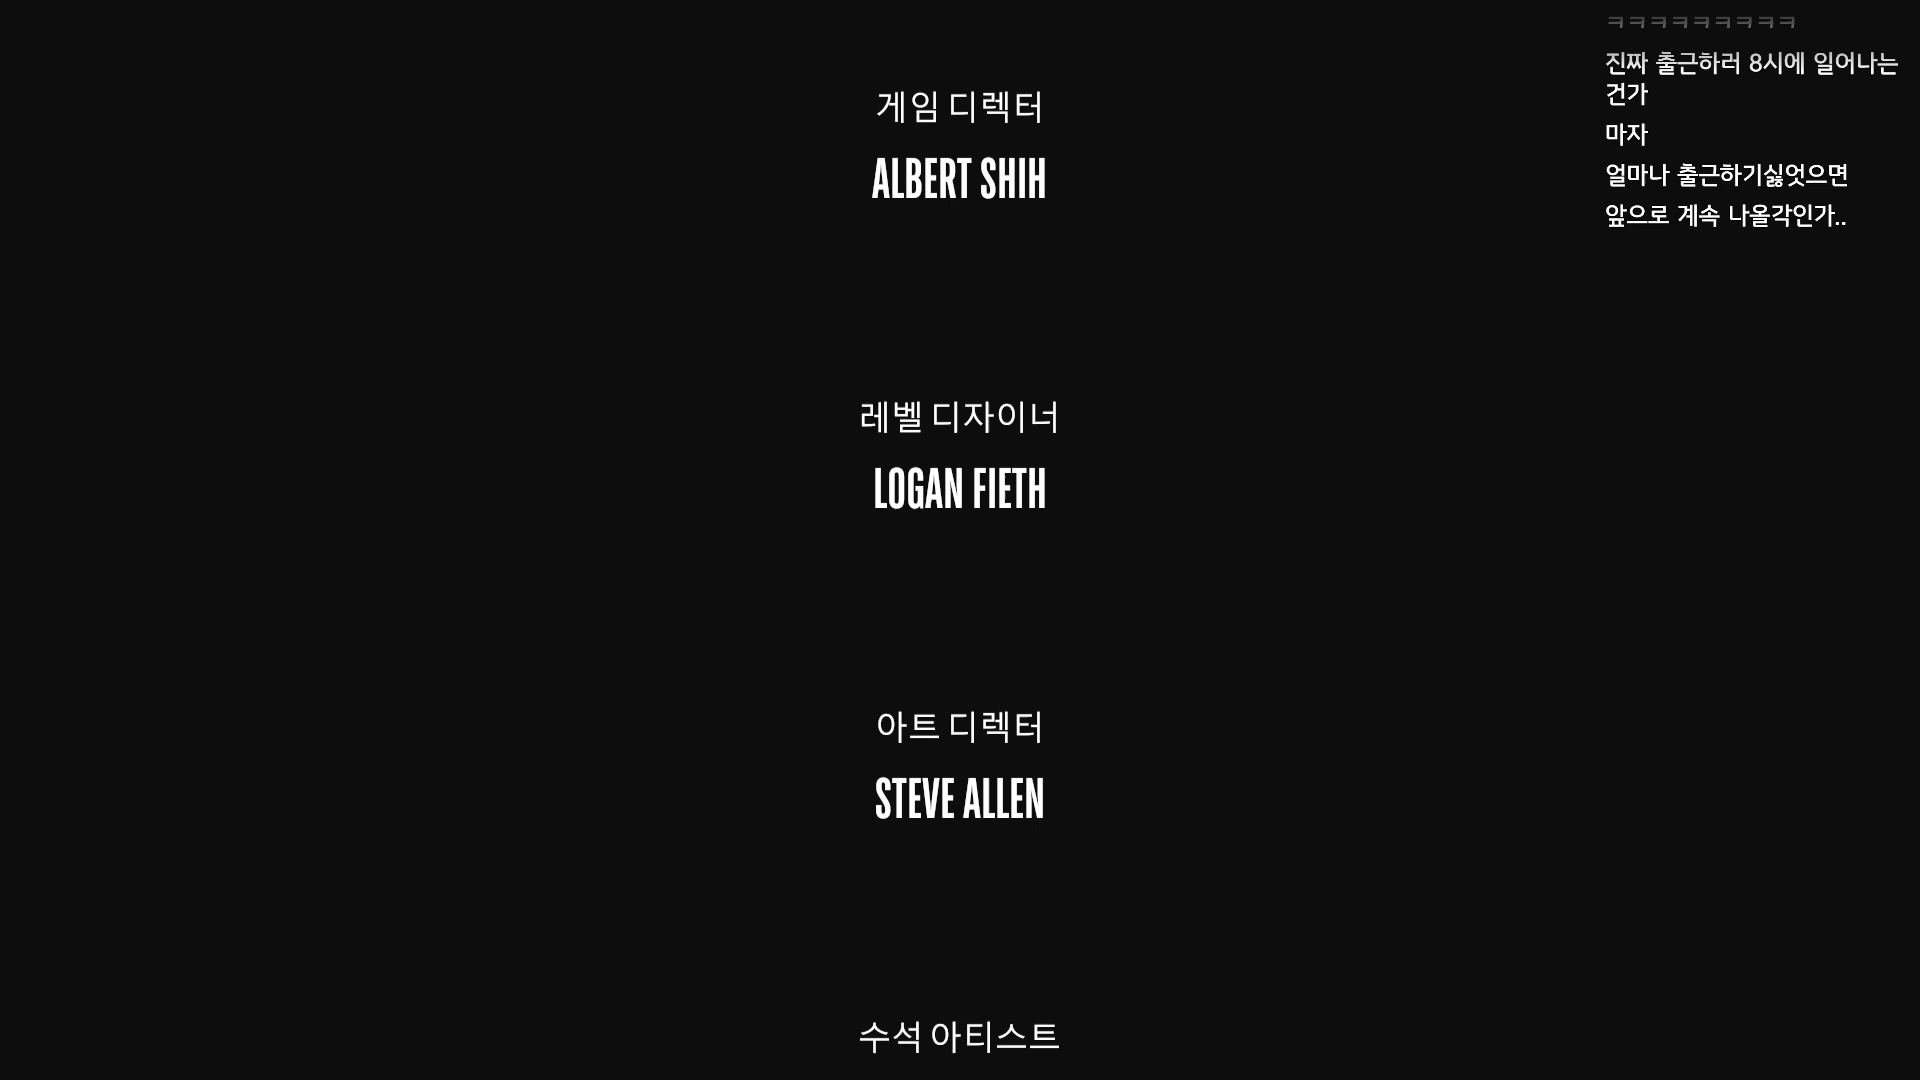 게임 디렉터
ALBERT SHIH
레벨 디자이너
LOGAN FIETH
아트 디렉터
STEVE ALLEN
수석 아티스트
ㅋㅋㅋㅋㅋㅋㅋㅋㅋ
진짜 출근하러 8시에 일어나는
건가
마자
얼마나 출근하기싫엇으면
앞으로 계속 나올각인가..